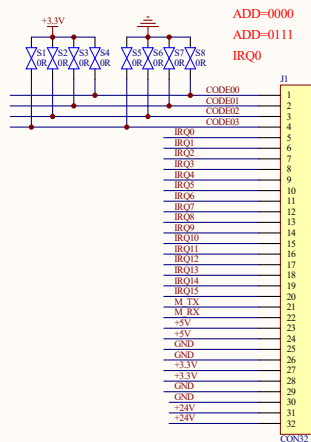 +3.3V
ADD=0000
ADD=0111
IRQ0
S1 S2 S3 S4 S5 S6 S7 S8
0R 0R 0R 0R 0R 0R 0R 0R
J1
CODE00 1
CODE01 2
CODE02 3
CODE03 4
IRQ0 5
IRQ1 6
IRQ2 7
IRQ3 8
IRQ4 9
IRQ5 10
IRQ6 11
IRQ7 12
IRQ8 13
IRQ9 14
IRQ10 15
IRQ11 16
IRQ12 17
IRQ13 18
IRQ14 19
IRQ15 20
M_TX 21
M_RX 22
+5V 23
+5V 24
GND 25
GND 26
+3.3V 27
+3.3V 28
GND 29
GND 30
+24V 31
+24V 32
CON32